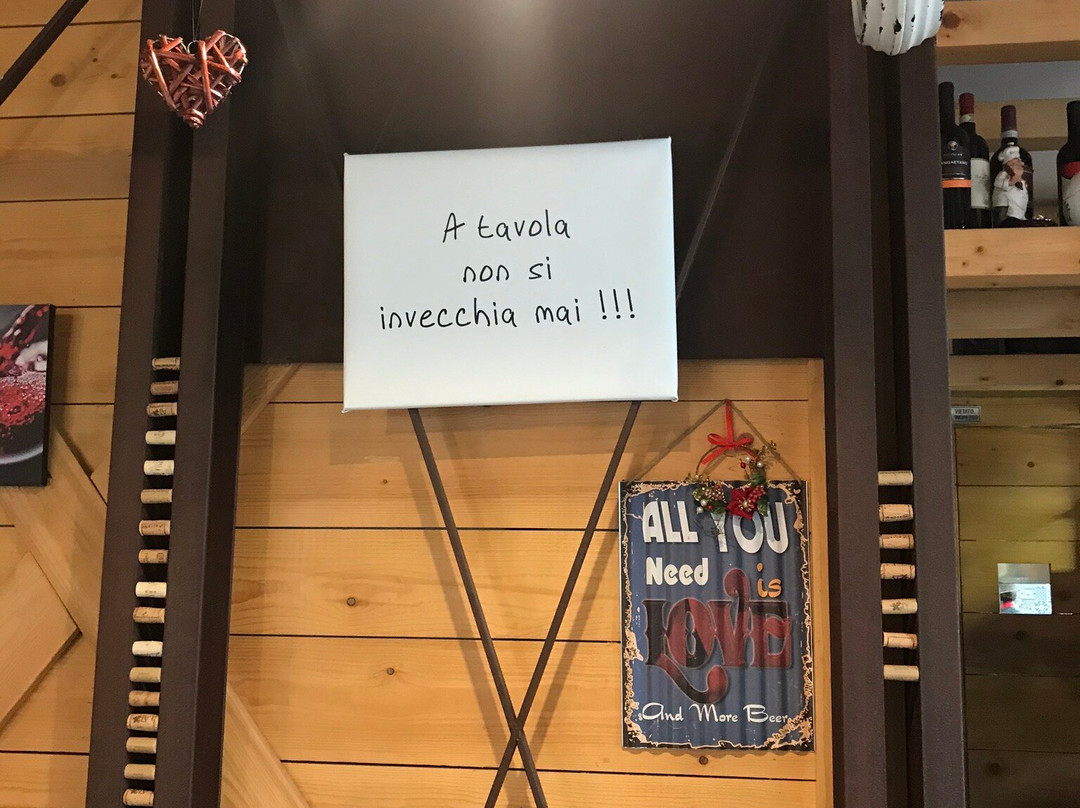 A tavola
non si
invecchia mai !!!
ALL YOU
Need is
LOVE
And More Beer